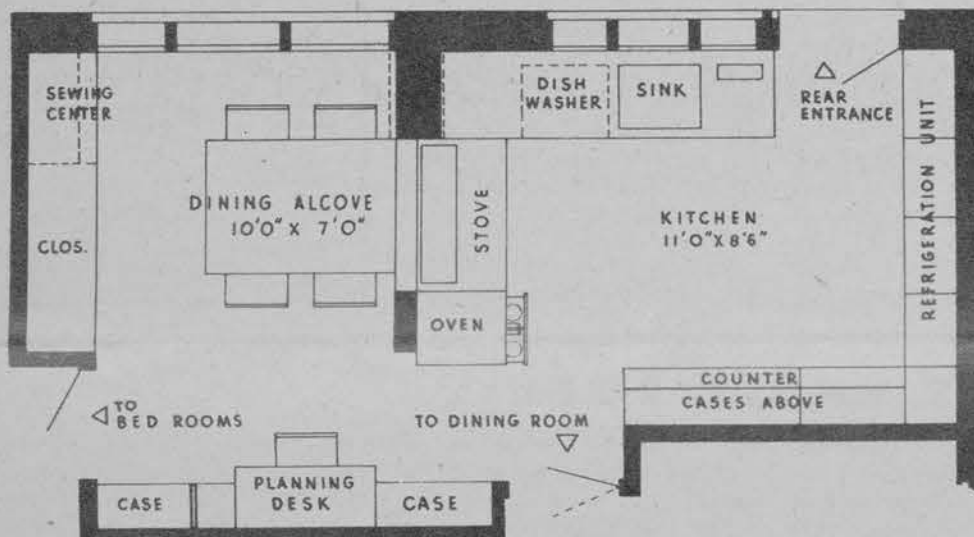 SEWING
CENTER
DISH
WASHER
SINK
REAR
ENTRANCE
REFRIGERATION UNIT
DINING ALCOVE
10'0" X 7'0"
STOVE
KITCHEN
11'0"X8'6"
CLOS.
OVEN
COUNTER
CASES ABOVE
TO
BED ROOMS
TO DINING ROOM
CASE
PLANNING
DESK
CASE